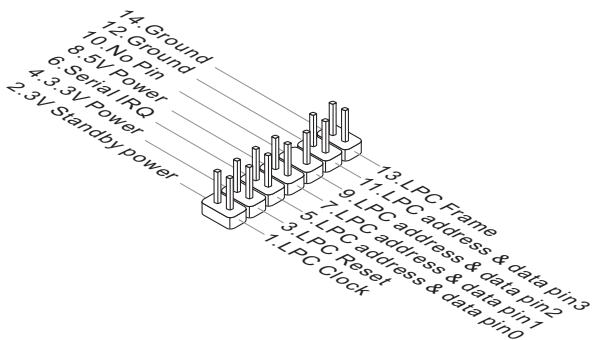 14.Ground
12.Ground
10.No Pin
8.5V Power
6.Serial IRQ
4.3.3V Power
2.3V Standby power
13.LPC Frame
11.LPC address & data pin3
9.LPC address & data pin2
7.LPC address & data pin1
5.LPC address & data pin0
3.LPC Reset
1.LPC Clock